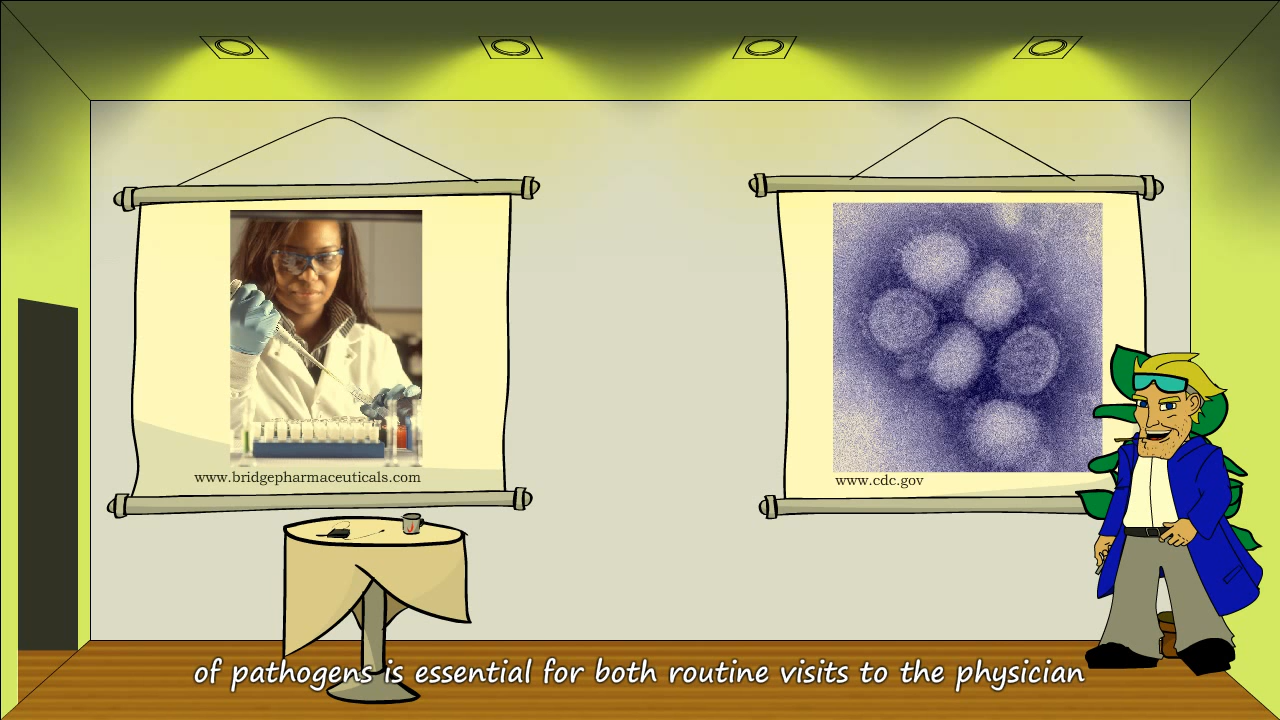 www.bridgepharmaceuticals.com
www.cdc.gov
of pathogens is essential for both routine visits to the physician